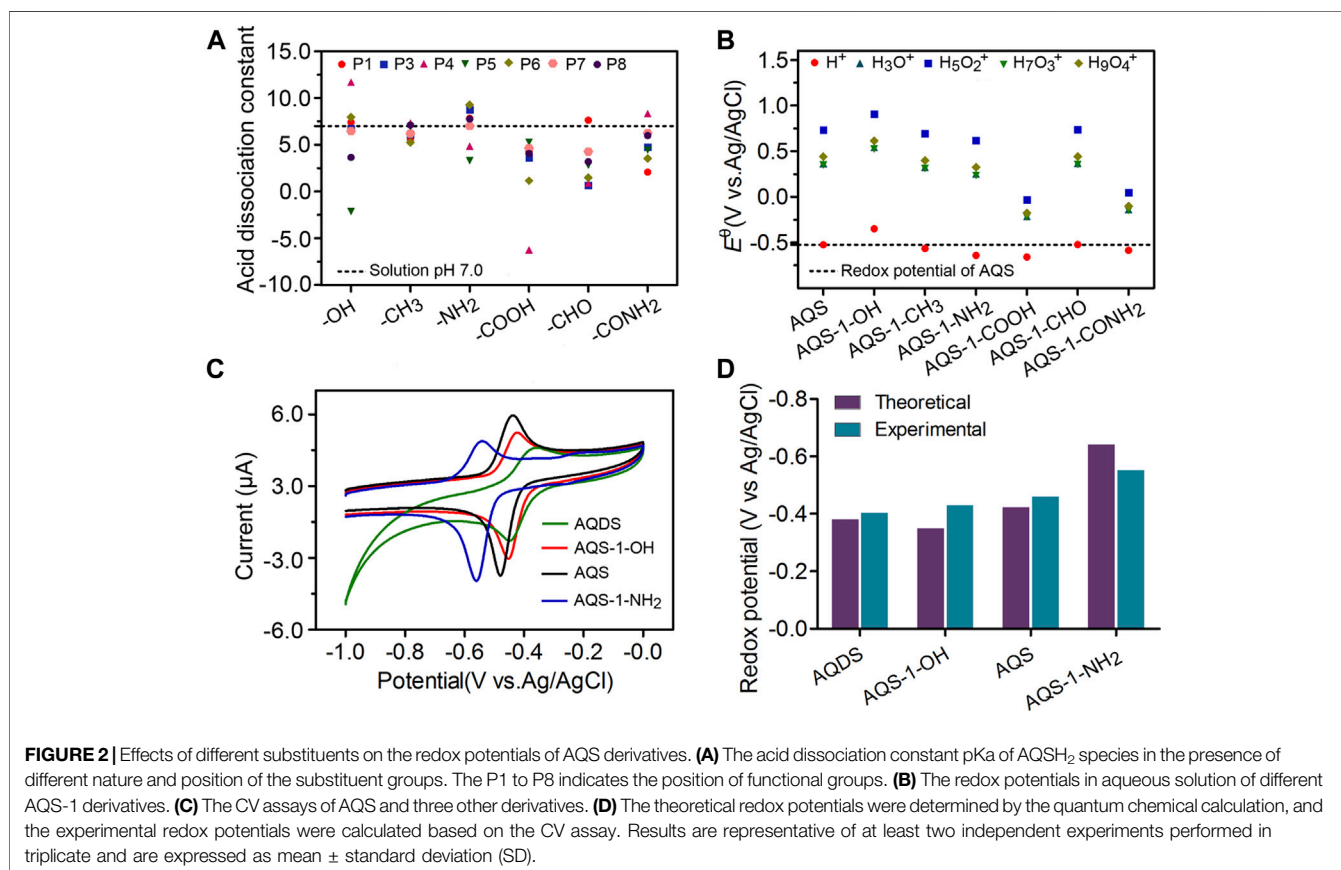 A
Acid dissociation constant
15.0
10.0
5.0
0.0
-5.0
-10.0
P1 P3 P4 P5 P6 P7 P8
Solution pH 7.0
-OH -CH3 -NH2 -COOH -CHO -CONH2
B
E^θ(V vs.Ag/AgCl)
1.5
1.0
0.5
0.0
-0.5
-1.0
H+ H3O+ H5O2+ H7O3+ H9O4+
Redox potential of AQS
AQS AQS-1-OH AQS-1-CH3 AQS-1-NH2 AQS-1-COOH AQS-1-CHO AQS-1-CONH2
C
Current (μA)
6.0
3.0
-3.0
-6.0
AQDS
AQS-1-OH
AQS
AQS-1-NH2
-1.0 -0.8 -0.6 -0.4 -0.2 -0.0
Potential(V vs.Ag/AgCl)
D
Redox potential (V vs Ag/AgCl)
-0.8
-0.6
-0.4
-0.2
-0.0
Theoretical
Experimental
AQDS AQS-1-OH AQS AQS-1-NH2
FIGURE 2 | Effects of different substituents on the redox potentials of AQS derivatives. (A) The acid dissociation constant pKa of AQSH2 species in the presence of
different nature and position of the substituent groups. The P1 to P8 indicates the position of functional groups. (B) The redox potentials in aqueous solution of different
AQS-1 derivatives. (C) The CV assays of AQS and three other derivatives. (D) The theoretical redox potentials were determined by the quantum chemical calculation, and
the experimental redox potentials were calculated based on the CV assay. Results are representative of at least two independent experiments performed in
triplicate and are expressed as mean ± standard deviation (SD).